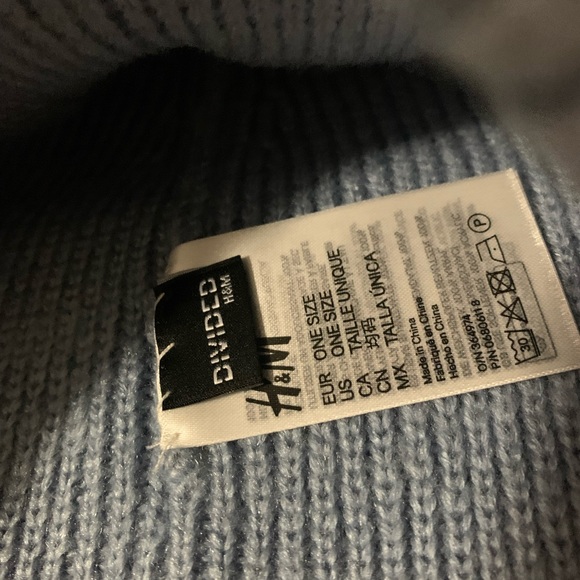 DIVIDED
H&M
H&M
EUR ONE SIZE
US ONE SIZE
CA TAILLE UNIQUE
CN 均码
MX TALLA ÚNICA
Made in China
Fabriqué en Chine
Hecho en China
O/N 366974
30
P